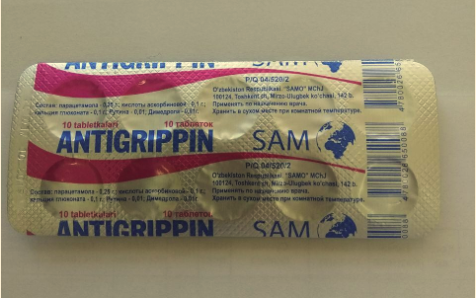 ANTIGRIPPIN SAM
P/Q 04/520/2
O'zbekiston Respublikasi, "SAMO" MChJ
100124, Toshkent sh, Mirzo-Ulugbek ko'chasi, 142 b.
Состав: парацетамола - 0,25 г; кислоты аскорбиновой - 0,1 г;
кальция глюконата - 0,1 г; Рутина - 0,01; Димедрола - 0,01
Применять по назначению врача.
Хранить в сухом месте при комнатной температуре.
10 tabletkalari 10 таблеток
ANTIGRIPPIN SAM
P/Q 04/520/2
O'zbekiston Respublikasi, "SAMO" MChJ
100124, Toshkent sh, Mirzo-Ulugbek ko'chasi, 142 b.
Состав: парацетамола - 0,25 г; кислоты аскорбиновой - 0,1 г;
кальция глюконата - 0,1 г; Рутина - 0,01; Димедрола - 0,01
Применять по назначению врача.
Хранить в сухом месте при комнатной температуре.
10 tabletkalari 10 таблеток
ANTIGRIPPIN SAM